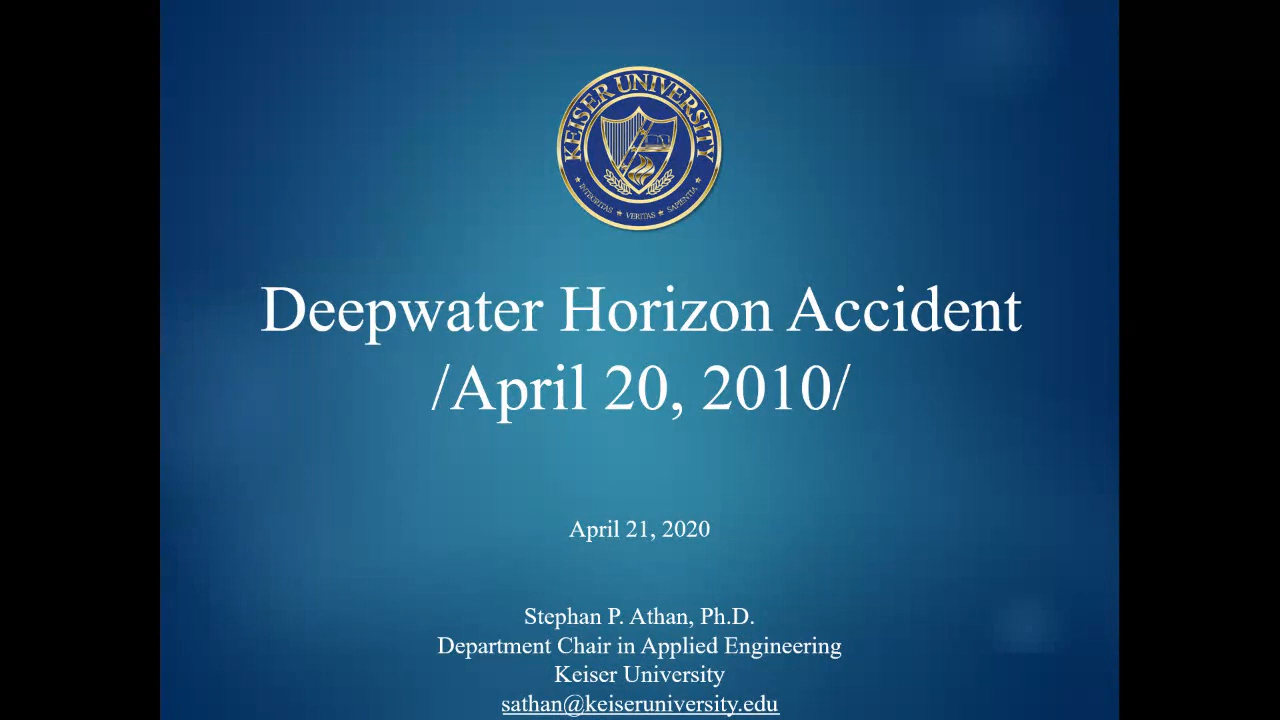 KEISER UNIVERSITY
INTEGRITAS ★ VERITAS ★ SAPIENTIA
Deepwater Horizon Accident
/April 20, 2010/
April 21, 2020
Stephan P. Athan, Ph.D.
Department Chair in Applied Engineering
Keiser University
sathan@keiseruniversity.edu